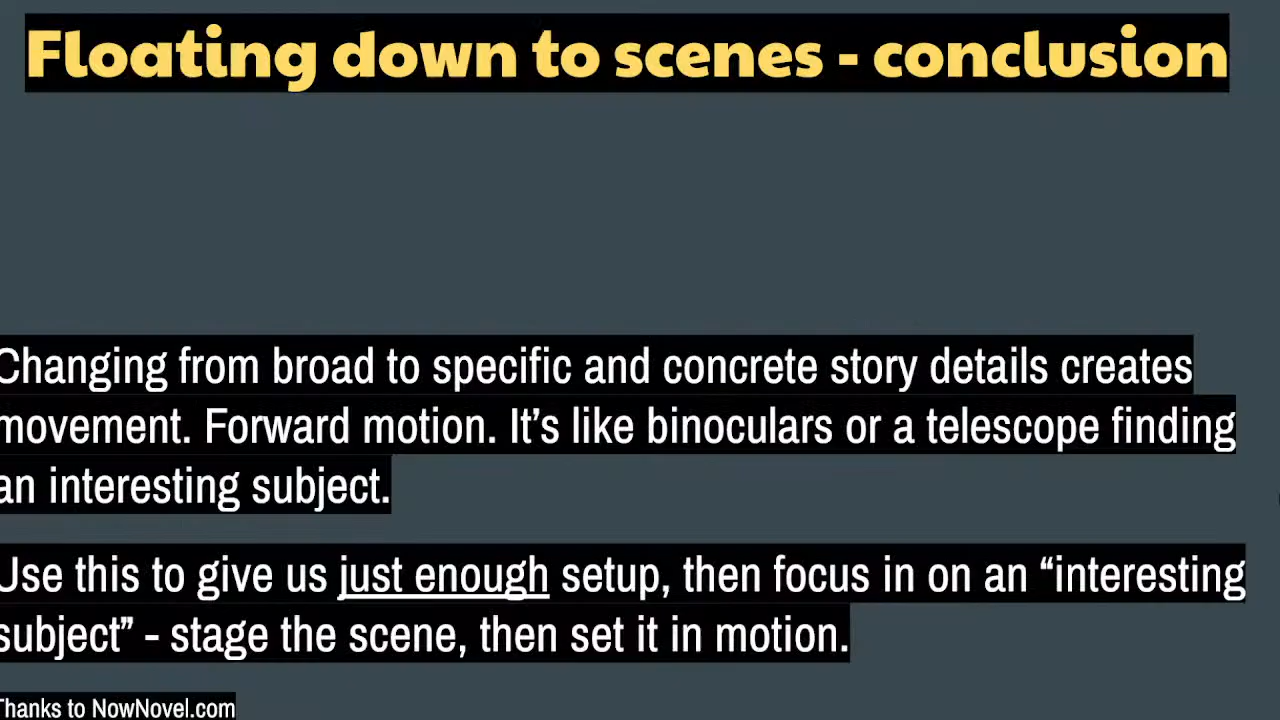 Floating down to scenes - conclusion
Changing from broad to specific and concrete story details creates
movement. Forward motion. It’s like binoculars or a telescope finding
an interesting subject.
Use this to give us just enough setup, then focus in on an “interesting
subject” - stage the scene, then set it in motion.
Thanks to NowNovel.com